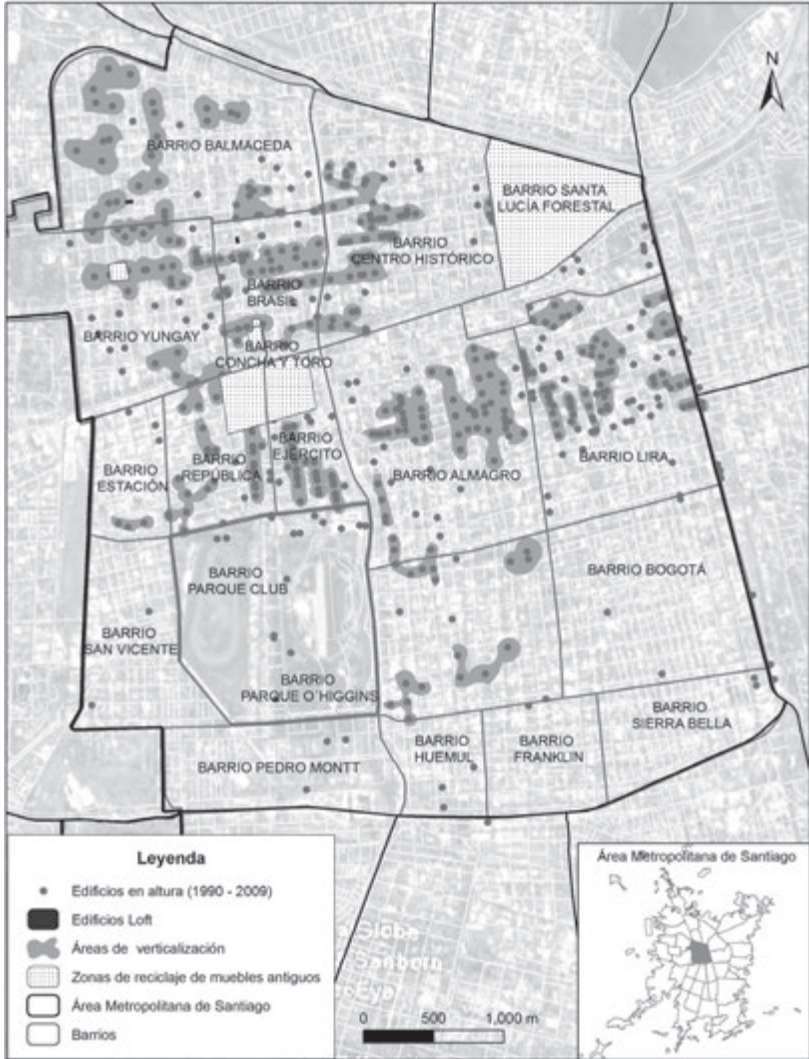 N
BARRIO BALMACEDA
BARRIO SANTA
LUCÍA FORESTAL
BARRIO
CENTRO HISTÓRICO
BARRIO
BRASIL
BARRIO YUNGAY
BARRIO
CONCHA Y TORO
BARRIO
ESTACIÓN
BARRIO
REPÚBLICA
BARRIO
EJÉRCITO
BARRIO ALMAGRO
BARRIO LIRA
BARRIO
PARQUE CLUB
BARRIO BOGOTÁ
BARRIO
SAN VICENTE
BARRIO
PARQUE O´HIGGINS
BARRIO PEDRO MONTT
BARRIO
HUEMUL
BARRIO
FRANKLIN
BARRIO
SIERRA BELLA
Leyenda
Edificios en altura (1990 - 2009)
Edificios Loft
Áreas de verticalización
Zonas de reciclaje de muebles antiguos
Área Metropolitana de Santiago
Barrios
0 500 1,000 m
Área Metropolitana de Santiago